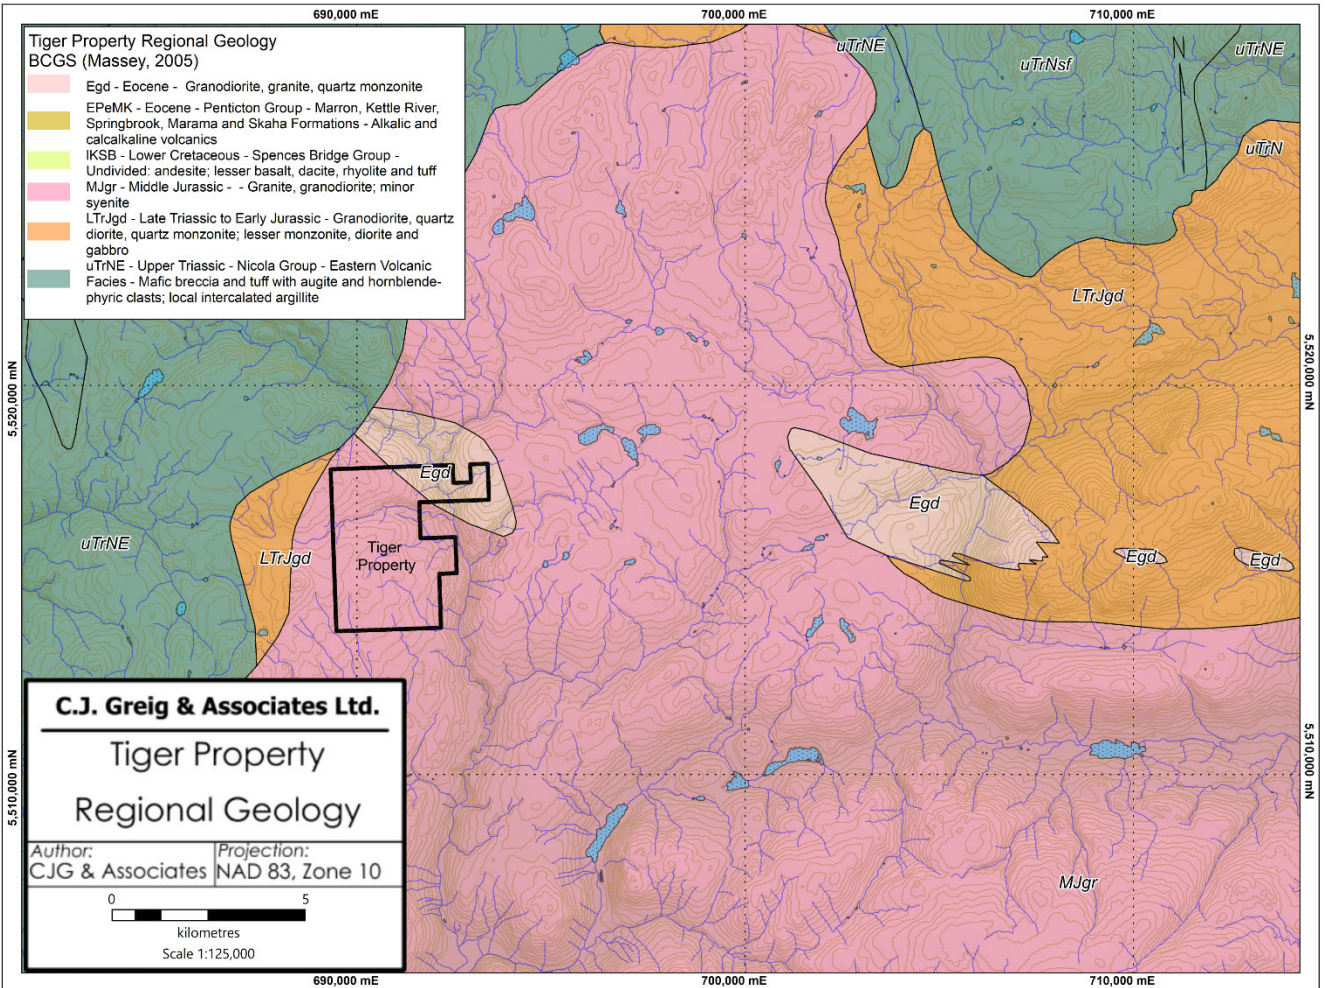 690,000 mE
700,000 mE
710,000 mE
Tiger Property Regional Geology
BCGS (Massey, 2005)
Egd - Eocene - Granodiorite, granite, quartz monzonite
EPeMK - Eocene - Penticton Group - Marron, Kettle River,
Springbrook, Marama and Skaha Formations - Alkalic and
calcalkaline volcanics
IKSB - Lower Cretaceous - Spences Bridge Group -
Undivided: andesite; lesser basalt, dacite, rhyolite and tuff
MJgr - Middle Jurassic - - Granite, granodiorite; minor
syenite
LTrJgd - Late Triassic to Early Jurassic - Granodiorite, quartz
diorite, quartz monzonite; lesser monzonite, diorite and
gabbro
uTrNE - Upper Triassic - Nicola Group - Eastern Volcanic
Facies - Mafic breccia and tuff with augite and hornblende-
phyric clasts; local intercalated argillite
uTrNE
uTrNsf
uTrNE
N
uTrN
LTrJgd
5,520,000 mN
5,520,000 mN
Egd
Egd
uTrNE
LTrJgd
Tiger
Property
Egd
Egd
5,510,000 mN
5,510,000 mN
MJgr
C.J. Greig & Associates Ltd.
Tiger Property
Regional Geology
Author:
CJG & Associates
Projection:
NAD 83, Zone 10
0 5
kilometres
Scale 1:125,000
690,000 mE
700,000 mE
710,000 mE